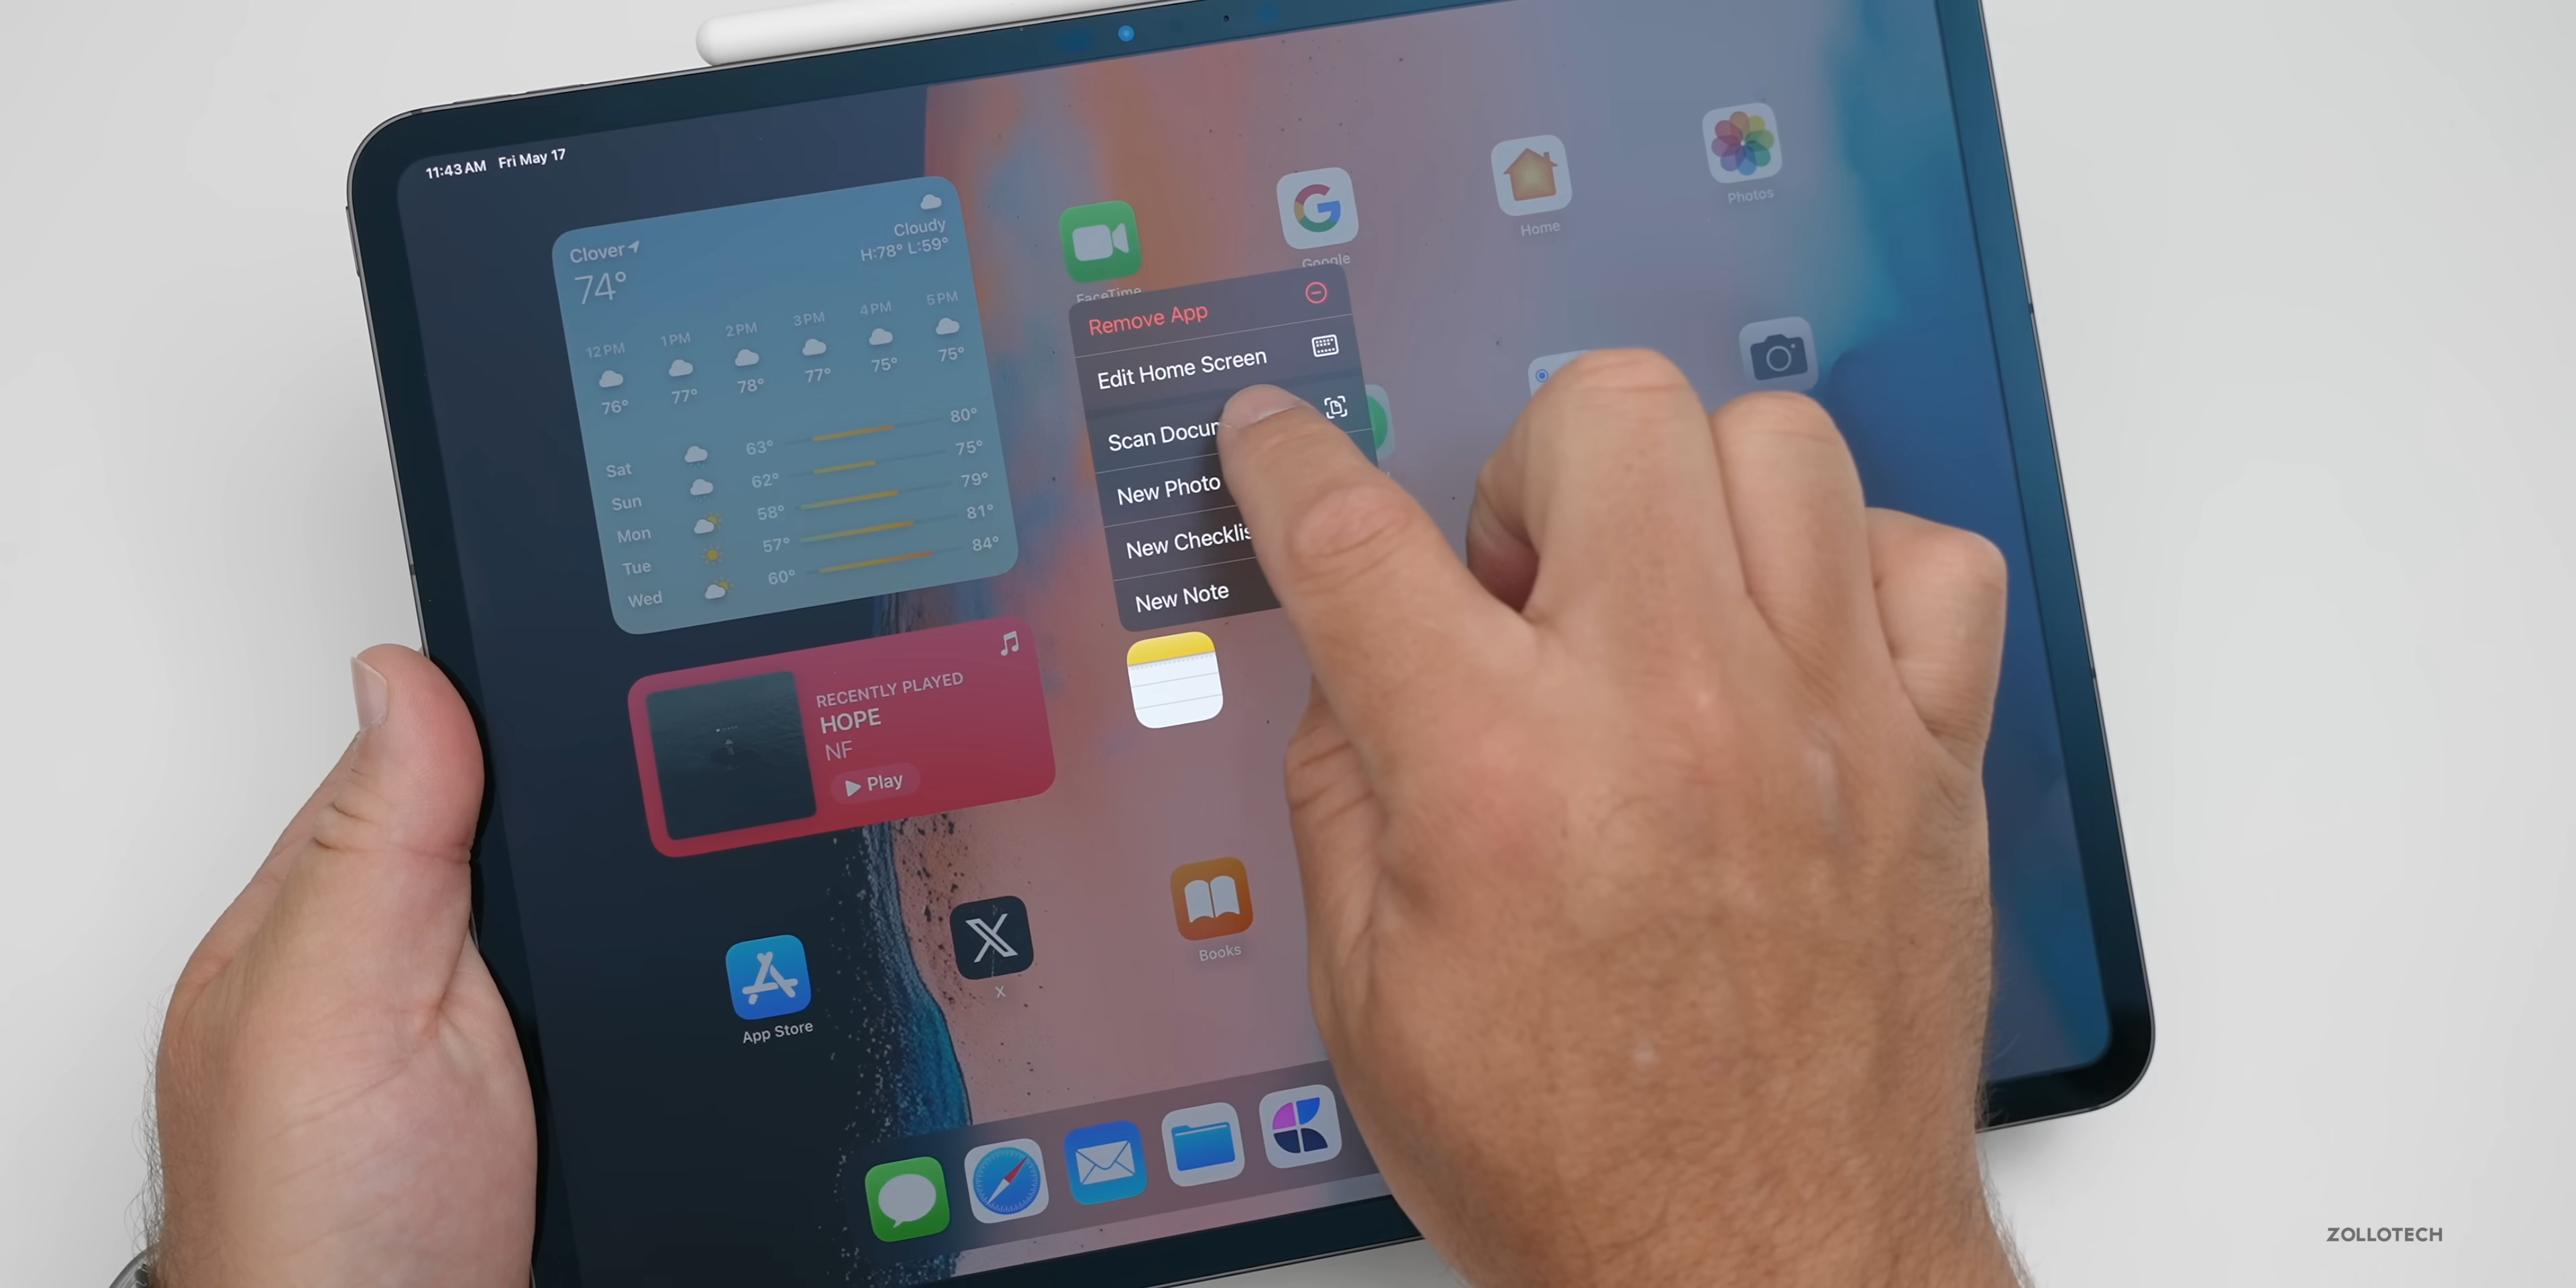 11:43 AM Fri May 17
Clover
74°
Cloudy
H:78° L:59°
12 PM 1 PM 2 PM 3 PM 4 PM 5 PM
76° 77° 78° 77° 75° 75°
Sat 63° 80°
Sun 62° 75°
Mon 58° 79°
Tue 57° 81°
Wed 60° 84°
FaceTime
Google
Home
Photos
Remove App
Edit Home Screen
Scan
New Photo
New
New Note
RECENTLY PLAYED
HOPE
NF
Play
App Store
X
Books
ZOLLOTECH